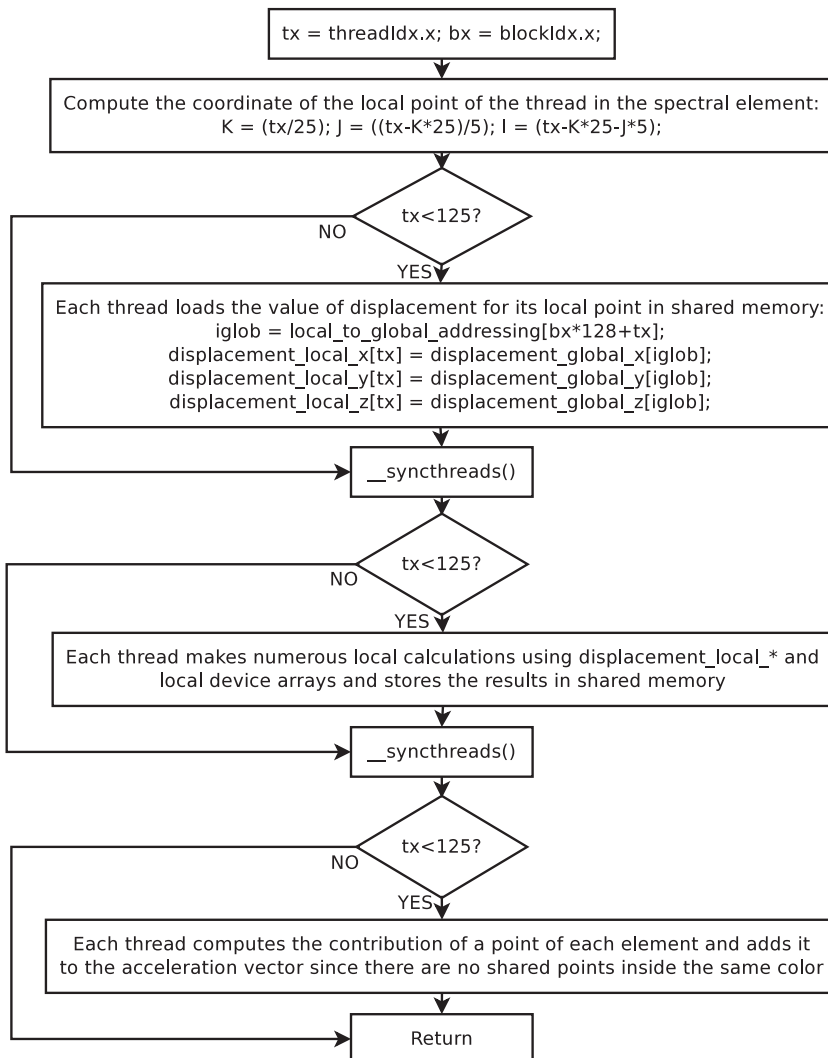 tx = threadIdx.x; bx = blockIdx.x;
Compute the coordinate of the local point of the thread in the spectral element:
K = (tx/25); J = ((tx-K*25)/5); I = (tx-K*25-J*5);
tx<125?
NO
YES
Each thread loads the value of displacement for its local point in shared memory:
iglob = local_to_global_addressing[bx*128+tx];
displacement_local_x[tx] = displacement_global_x[iglob];
displacement_local_y[tx] = displacement_global_y[iglob];
displacement_local_z[tx] = displacement_global_z[iglob];
__syncthreads()
tx<125?
NO
YES
Each thread makes numerous local calculations using displacement_local_* and
local device arrays and stores the results in shared memory
__syncthreads()
tx<125?
NO
YES
Each thread computes the contribution of a point of each element and adds it
to the acceleration vector since there are no shared points inside the same color
Return